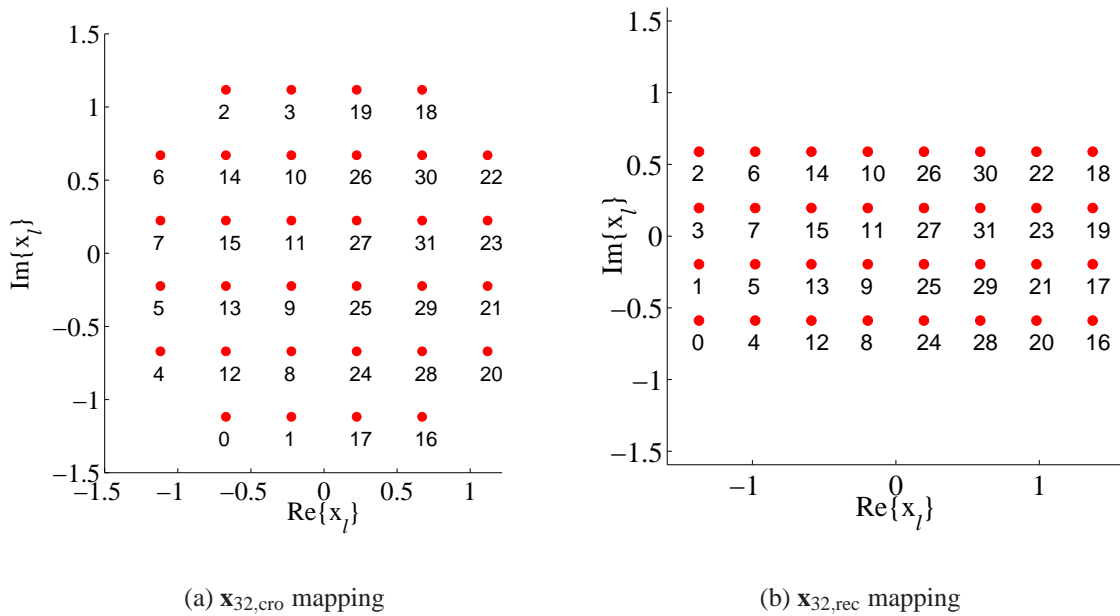 1.5
1
0.5
0
−0.5
−1
−1.5
Im{x_l}
2 3 19 18
6 14 10 26 30 22
7 15 11 27 31 23
5 13 9 25 29 21
4 12 8 24 28 20
0 1 17 16
−1.5 −1 −0.5 0 0.5 1
Re{x_l}
(a) x32,cro mapping
1.5
1
0.5
0
−0.5
−1
−1.5
Im{x_l}
2 6 14 10 26 30 22 18
3 7 15 11 27 31 23 19
1 5 13 9 25 29 21 17
0 4 12 8 24 28 20 16
−1 0 1
Re{x_l}
(b) x32,rec mapping